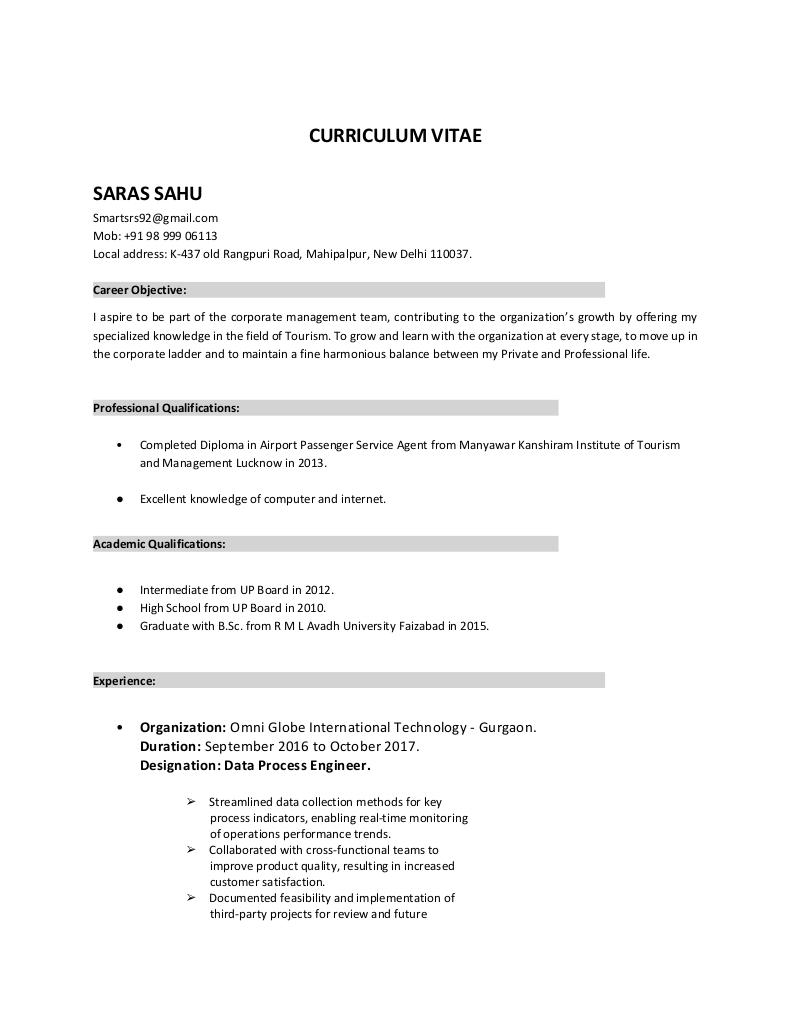 CURRICULUM VITAE
SARAS SAHU
Smartsrs92@gmail.com
Mob: +91 98 999 06113
Local address: K-437 old Rangpuri Road, Mahipalpur, New Delhi 110037.
Career Objective:
I aspire to be part of the corporate management team, contributing to the organization’s growth by offering my
specialized knowledge in the field of Tourism. To grow and learn with the organization at every stage, to move up in
the corporate ladder and to maintain a fine harmonious balance between my Private and Professional life.
Professional Qualifications:
• Completed Diploma in Airport Passenger Service Agent from Manyawar Kanshiram Institute of Tourism
and Management Lucknow in 2013.
● Excellent knowledge of computer and internet.
Academic Qualifications:
● Intermediate from UP Board in 2012.
● High School from UP Board in 2010.
● Graduate with B.Sc. from R M L Avadh University Faizabad in 2015.
Experience:
• Organization: Omni Globe International Technology - Gurgaon.
Duration: September 2016 to October 2017.
Designation: Data Process Engineer.
➢ Streamlined data collection methods for key
process indicators, enabling real-time monitoring
of operations performance trends.
➢ Collaborated with cross-functional teams to
improve product quality, resulting in increased
customer satisfaction.
➢ Documented feasibility and implementation of
third-party projects for review and future